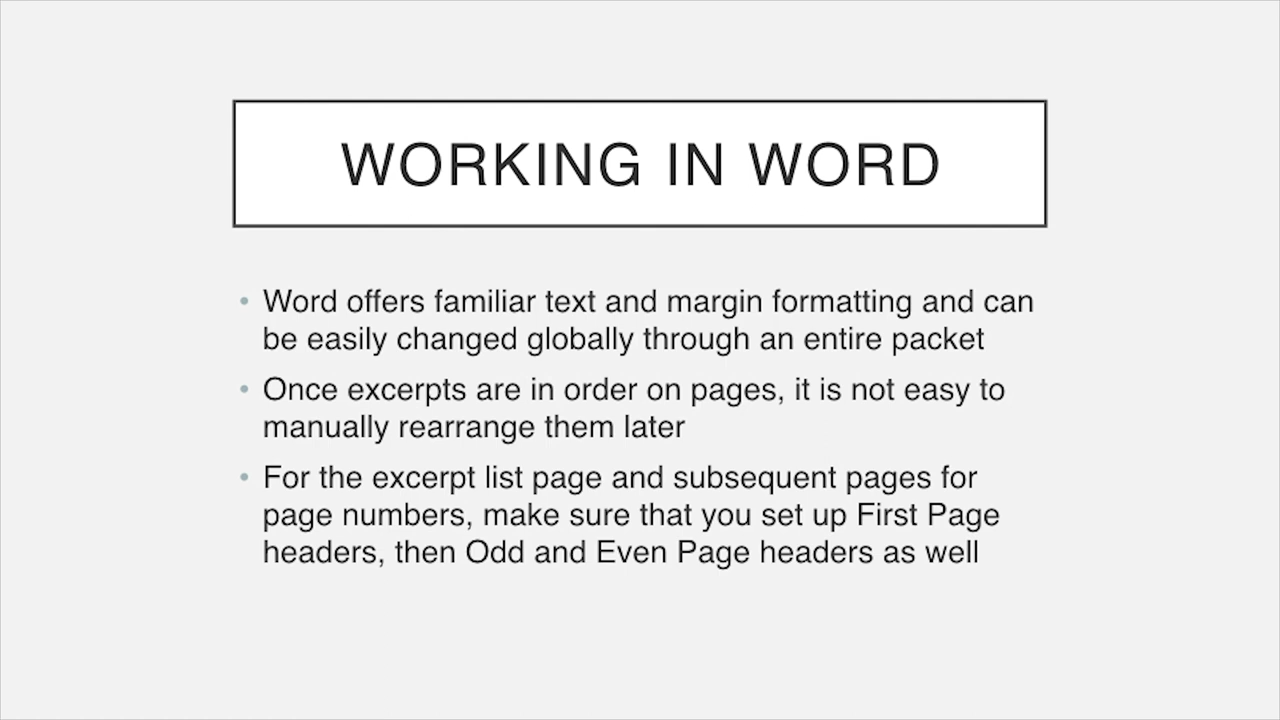 WORKING IN WORD
• Word offers familiar text and margin formatting and can
be easily changed globally through an entire packet
• Once excerpts are in order on pages, it is not easy to
manually rearrange them later
• For the excerpt list page and subsequent pages for
page numbers, make sure that you set up First Page
headers, then Odd and Even Page headers as well